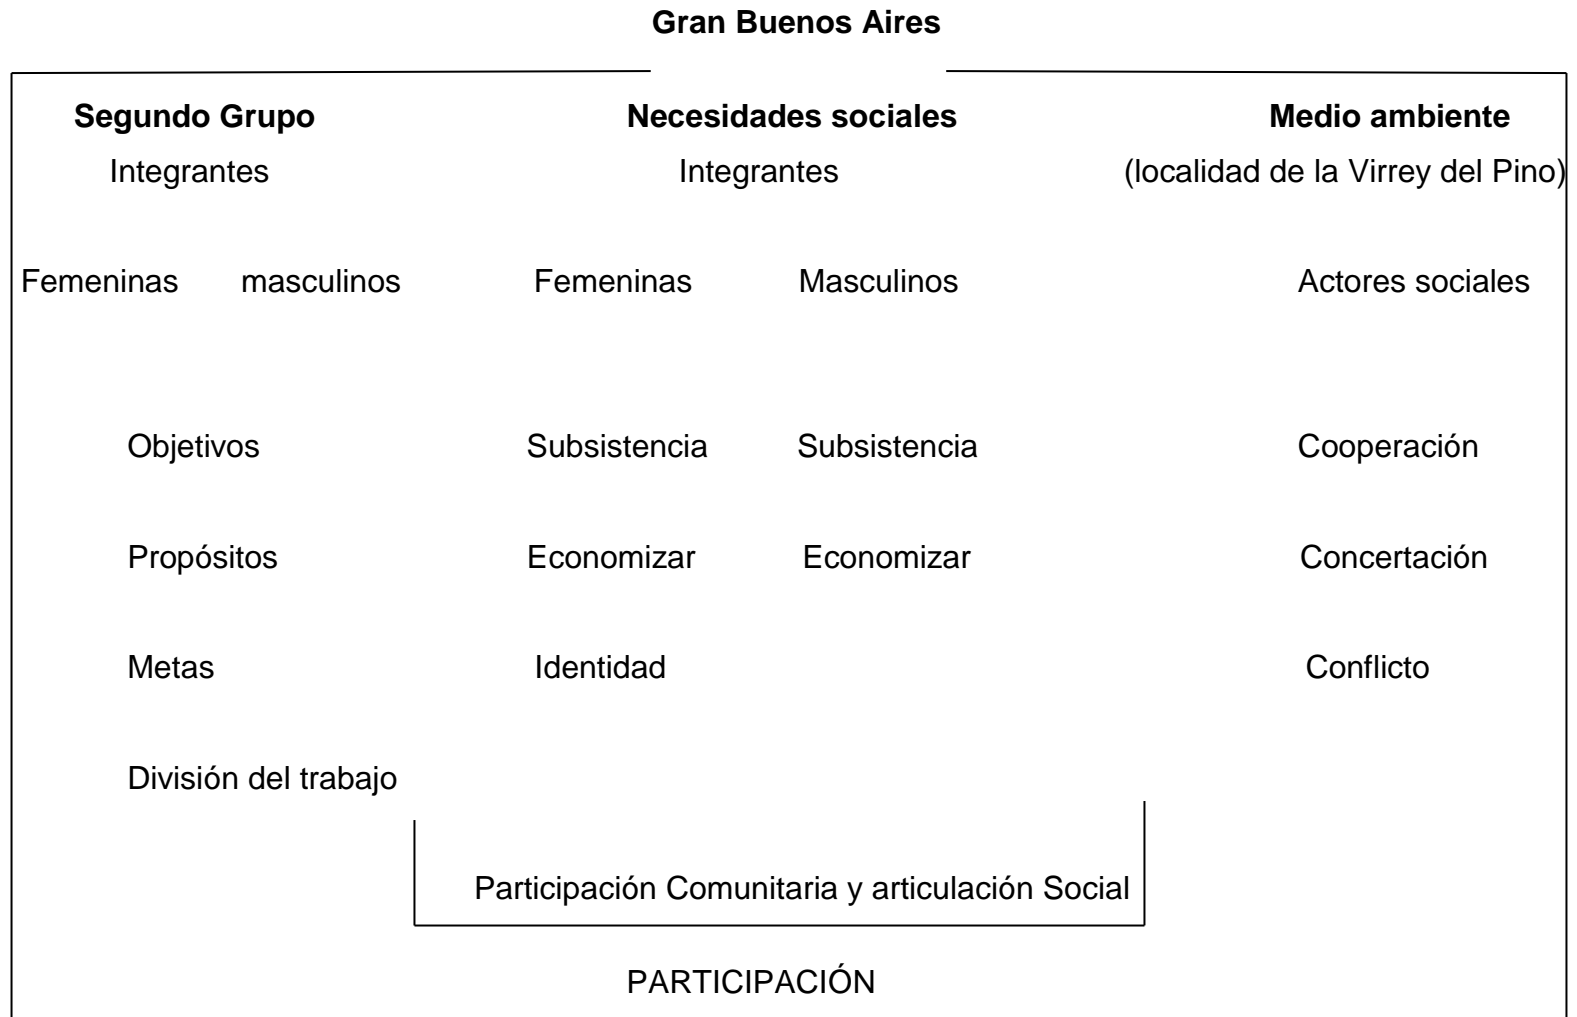 Gran Buenos Aires
Segundo Grupo Necesidades sociales Medio ambiente
Integrantes Integrantes (localidad de la Virrey del Pino)
Femeninas masculinos Femeninas Masculinos Actores sociales
Objetivos Subsistencia Subsistencia Cooperación
Propósitos Economizar Economizar Concertación
Metas Identidad Conflicto
División del trabajo
Participación Comunitaria y articulación Social
PARTICIPACIÓN